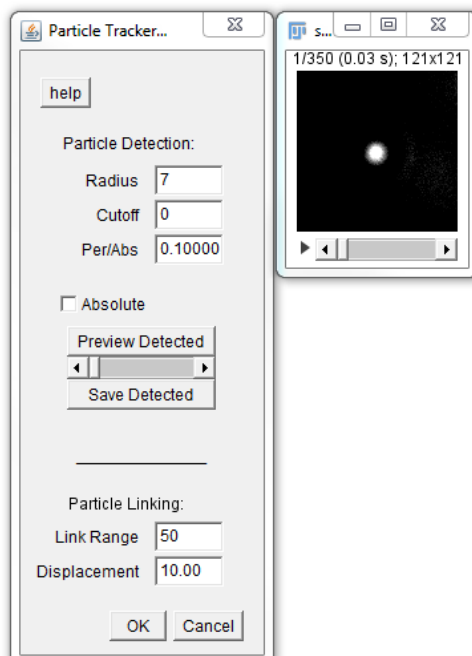 Particle Tracker...
help
Particle Detection:
Radius 7
Cutoff 0
Per/Abs 0.10000
Absolute
Preview Detected
Save Detected
Particle Linking:
Link Range 50
Displacement 10.00
OK Cancel
s...
1/350 (0.03 s); 121x121